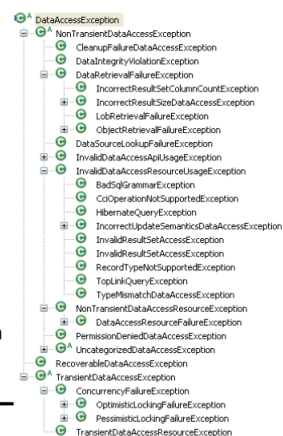 DataAccessException
NonTransientDataAccessException
CleanupFailureDataAccessException
DataIntegrityViolationException
DataRetrievalFailureException
IncorrectResultSetColumnCountException
IncorrectResultSizeDataAccessException
LobRetrievalFailureException
ObjectRetrievalFailureException
DataSourceLookupFailureException
InvalidDataAccessApiUsageException
InvalidDataAccessResourceUsageException
BadSqlGrammarException
CciOperationNotSupportedException
HibernateQueryException
IncorrectUpdateSemanticsDataAccessException
InvalidResultSetAccessException
InvalidResultSetAccessException
RecordTypeNotSupportedException
TopLinkQueryException
TypeMismatchDataAccessException
NonTransientDataAccessResourceException
DataAccessResourceFailureException
PermissionDeniedDataAccessException
UncategorizedDataAccessException
RecoverableDataAccessException
TransientDataAccessException
ConcurrencyFailureException
OptimisticLockingFailureException
PessimisticLockingFailureException
TransientDataAccessResourceException